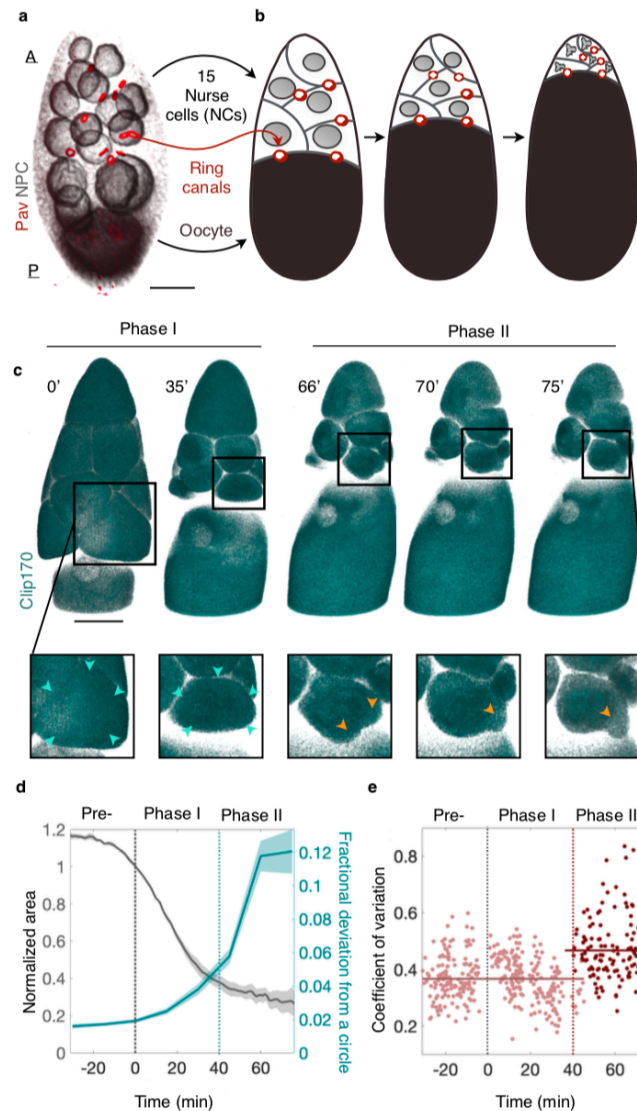 a
b
A
15
Nurse
cells (NCs)
Ring
canals
Oocyte
Pav NPC
P
Phase I
Phase II
c
0’
35’
66’
70’
75’
Clip170
d
e
Pre-
Phase I
Phase II
Pre-
Phase I
Phase II
1.2
1
0.8
0.6
0.4
0.2
0
Normalized area
0.12
0.1
0.08
0.06
0.04
0.02
0
Fractional deviation from a
circle
-20
0
20
40
60
Time (min)
0.8
0.6
0.4
0.2
Coefficient of variation
-20
0
20
40
60
Time (min)